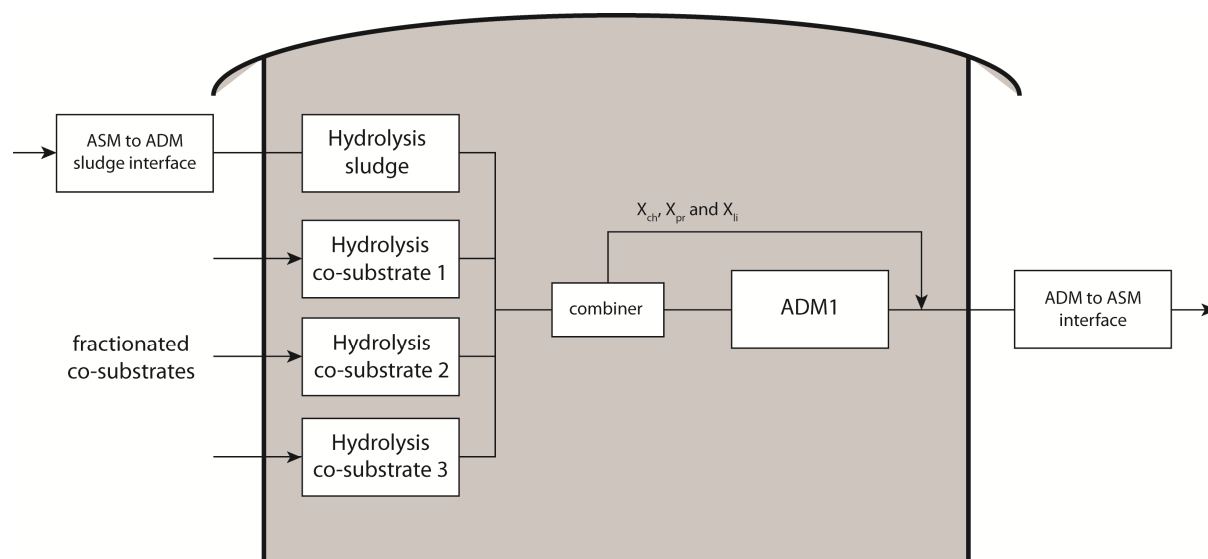 ASM to ADM
sludge interface
Hydrolysis
sludge
Hydrolysis
co-substrate 1
fractionated
co-substrates
Hydrolysis
co-substrate 2
Hydrolysis
co-substrate 3
X_ch, X_pr and X_li
combiner
ADM1
ADM to ASM
interface